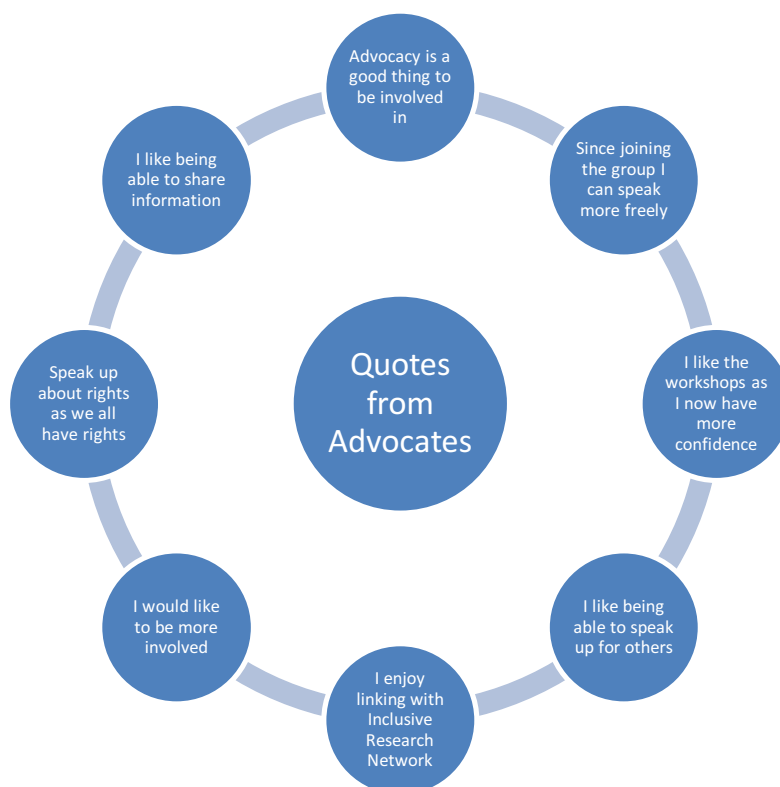 Advocacy is a
good thing to
be involved
in
Since joining
the group I
can speak
more freely
I like the
workshops as
I now have
more
confidence
I like being
able to speak
up for others
I enjoy
linking with
Inclusive
Research
Network
I would like
to be more
involved
Speak up
about rights
as we all
have rights
I like being
able to share
information
Quotes
from
Advocates